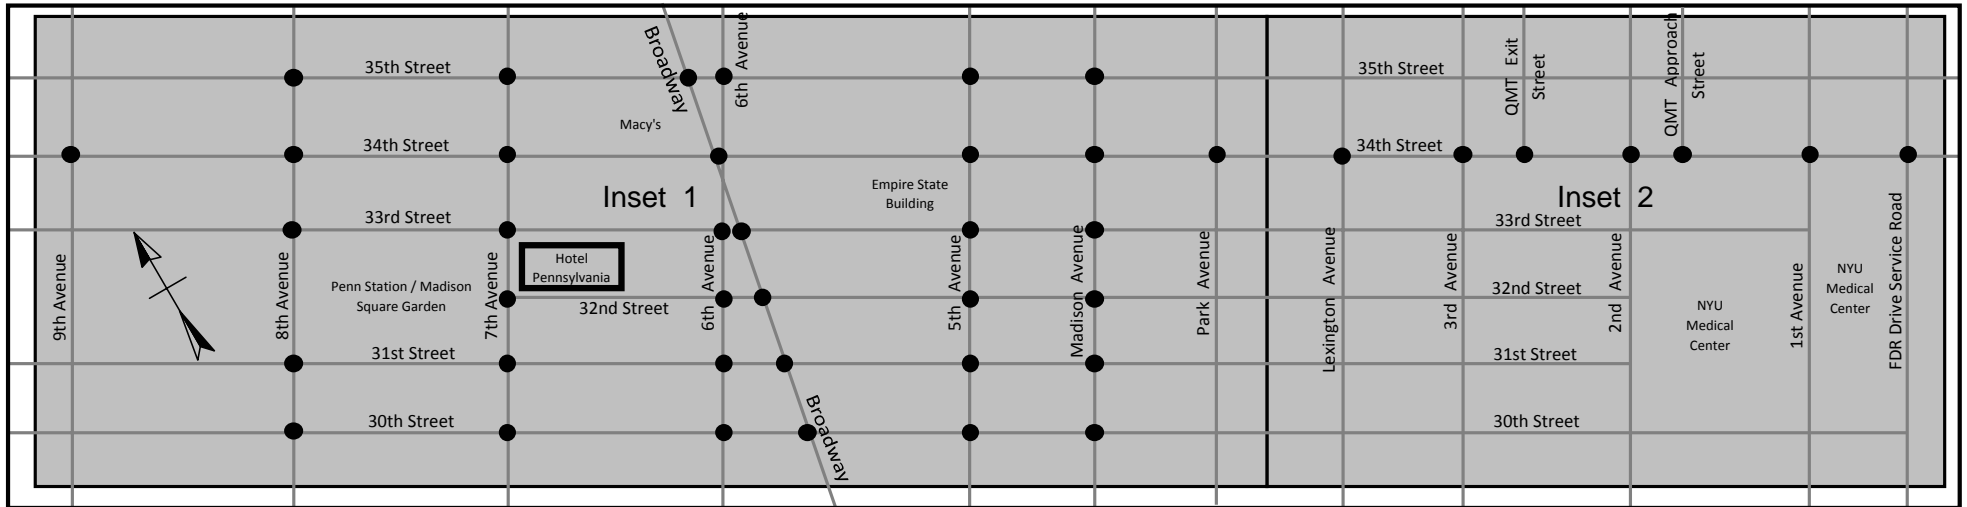 Broadway
6th Avenue
35th Street
35th Street
QMT Exit
Street
QMT Approach
Street
Macy's
34th Street
34th Street
Inset 1
Empire State
Building
Inset 2
33rd Street
33rd Street
9th Avenue
8th Avenue
Penn Station / Madison
Square Garden
7th Avenue
Hotel
Pennsylvania
32nd Street
6th Avenue
5th Avenue
Madison Avenue
Park Avenue
Lexington Avenue
3rd Avenue
32nd Street
2nd Avenue
NYU
Medical
Center
1st Avenue
NYU
Medical
Center
FDR Drive Service Road
31st Street
31st Street
30th Street
Broadway
30th Street